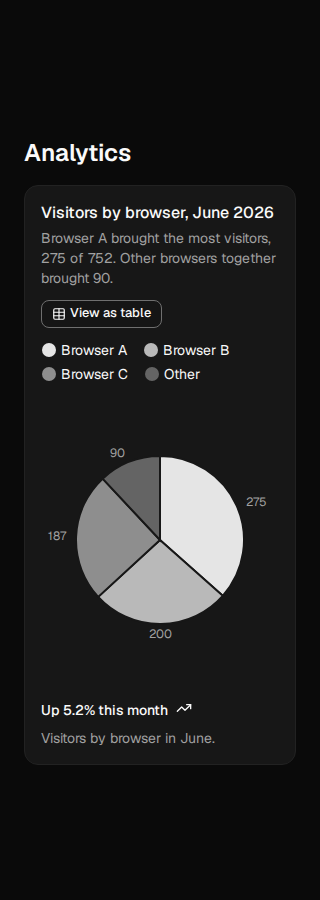 Analytics
Visitors by browser, June 2026
Browser A brought the most visitors,
275 of 752. Other browsers together
brought 90.
View as table
Browser A Browser B
Browser C Other
90
275
187
200
Up 5.2% this month
Visitors by browser in June.